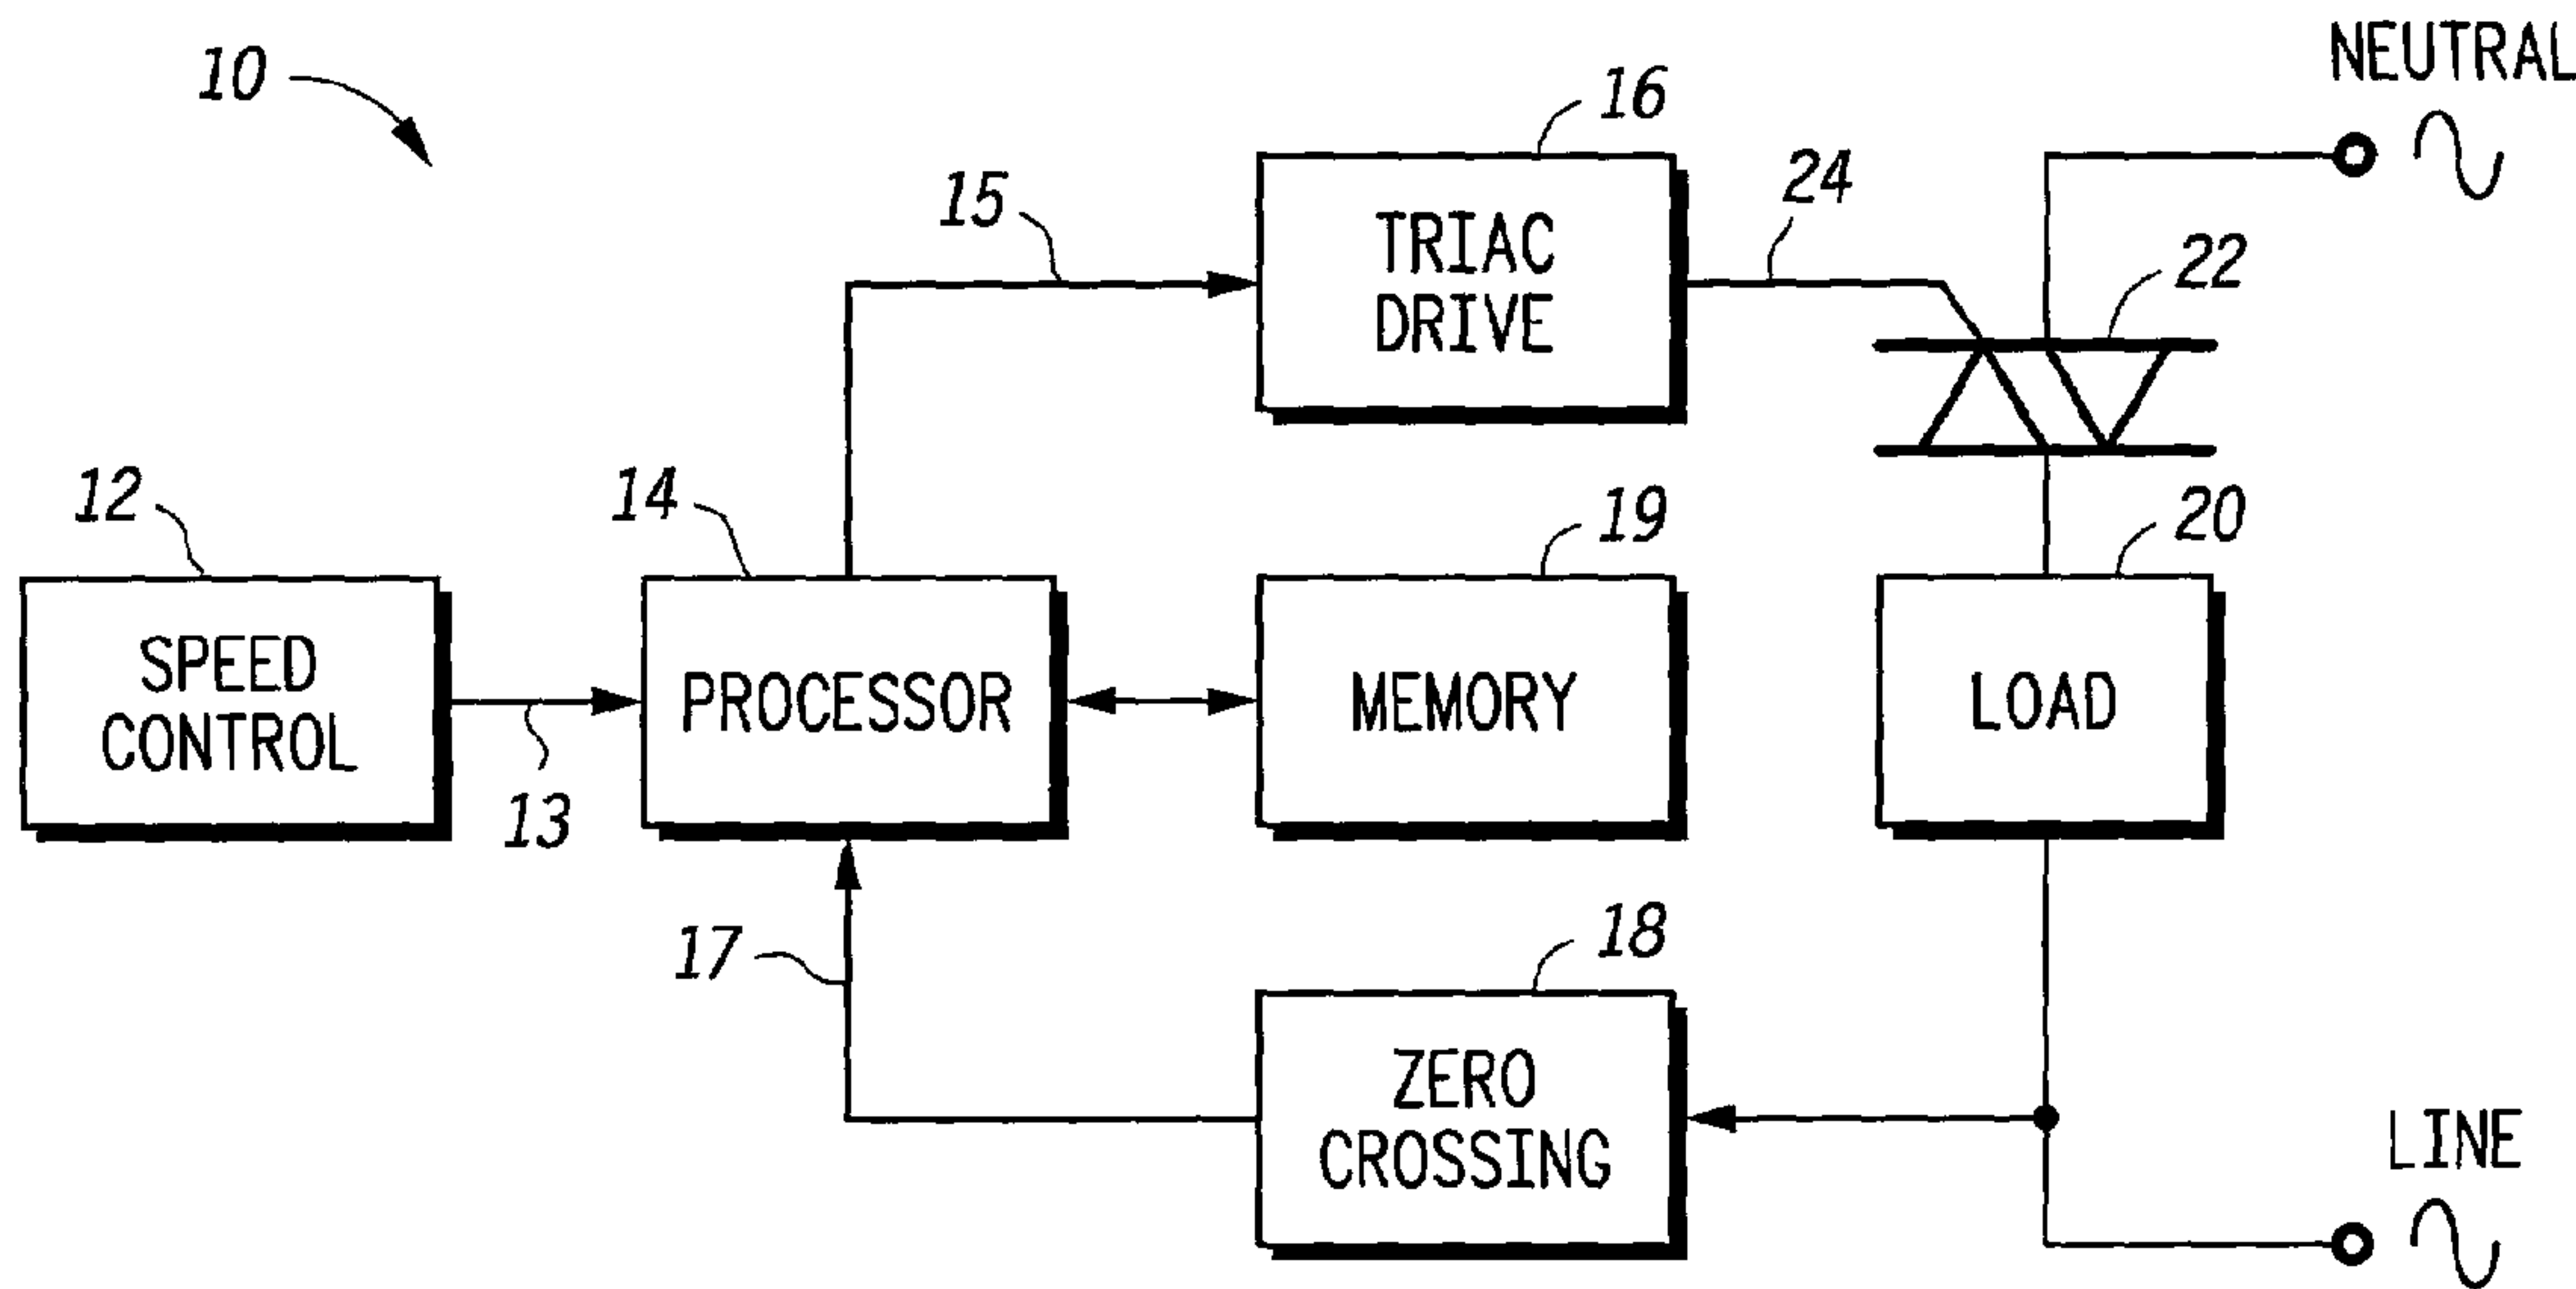 10
NEUTRAL
16
15
24
TRIAC
DRIVE
22
12
14
19
20
SPEED
CONTROL
PROCESSOR
MEMORY
LOAD
13
17
18
ZERO
CROSSING
LINE